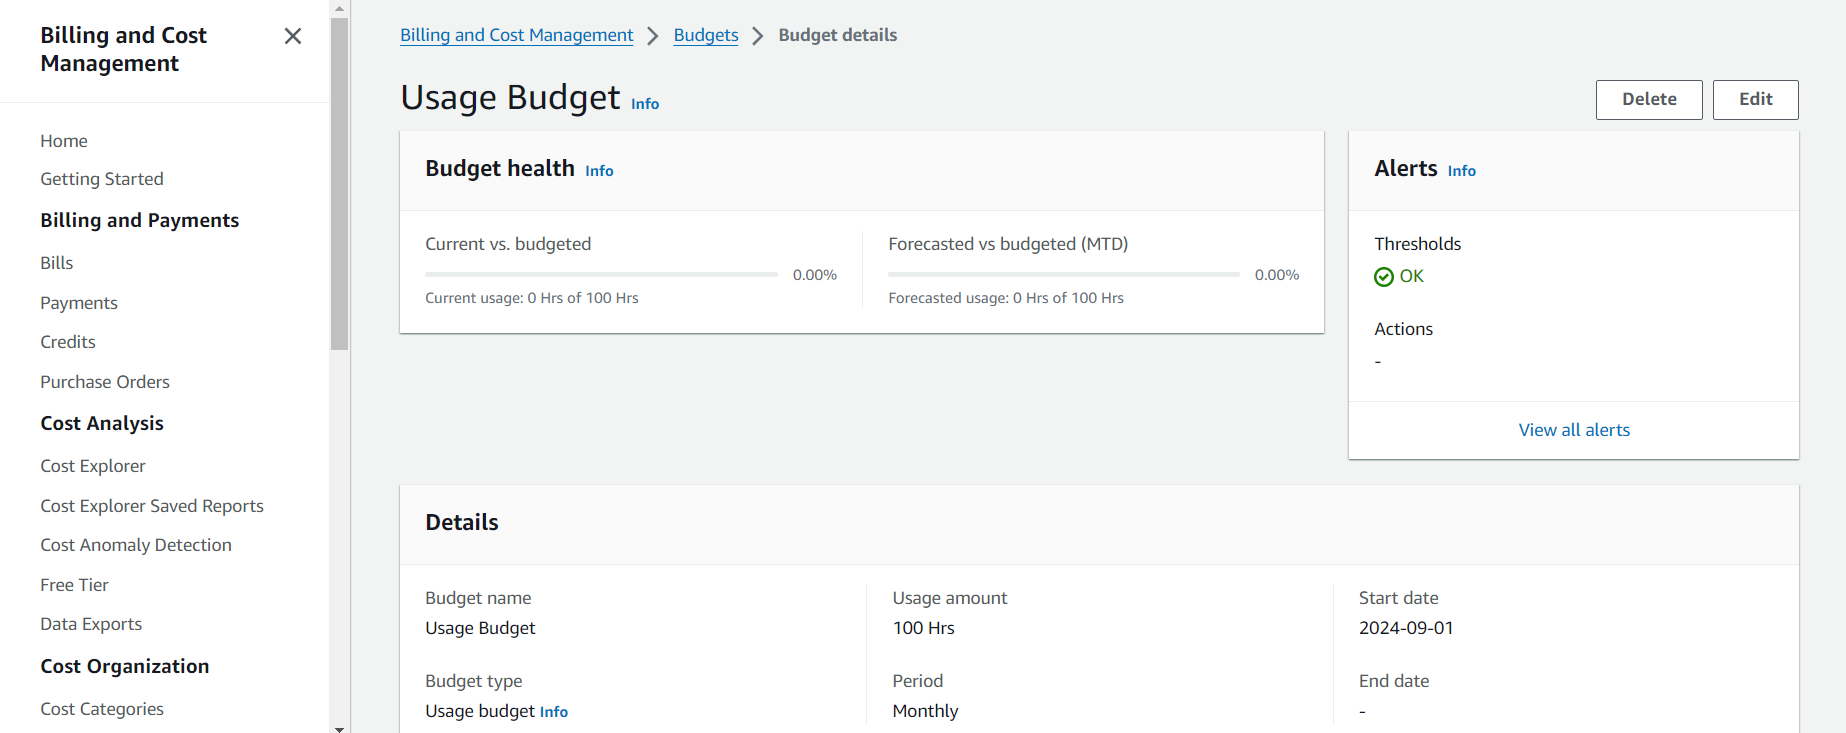 Billing and Cost
Management
Home
Getting Started
Billing and Payments
Bills
Payments
Credits
Purchase Orders
Cost Analysis
Cost Explorer
Cost Explorer Saved Reports
Cost Anomaly Detection
Free Tier
Data Exports
Cost Organization
Cost Categories
Billing and Cost Management > Budgets > Budget details
Usage Budget Info
Delete
Edit
Budget health Info
Current vs. budgeted
0.00%
Current usage: 0 Hrs of 100 Hrs
Forecasted vs budgeted (MTD)
0.00%
Forecasted usage: 0 Hrs of 100 Hrs
Alerts Info
Thresholds
OK
Actions
-
View all alerts
Details
Budget name
Usage Budget
Budget type
Usage budget Info
Usage amount
100 Hrs
Period
Monthly
Start date
2024-09-01
End date
-